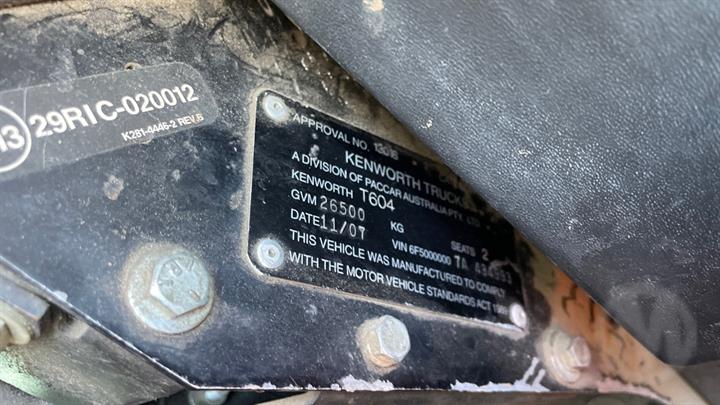 13
29RIC-020012
K281-4446-2 REV.B
APPROVAL NO.
KENWORTH TRUCKS
A DIVISION OF PACCAR AUSTRALIA PTY. LTD
KENWORTH T604
GVM 26500 KG SEATS 2
DATE 11/07 VIN 6F5000000 7A
THIS VEHICLE WAS MANUFACTURED TO COMPLY
WITH THE MOTOR VEHICLE STANDARDS ACT